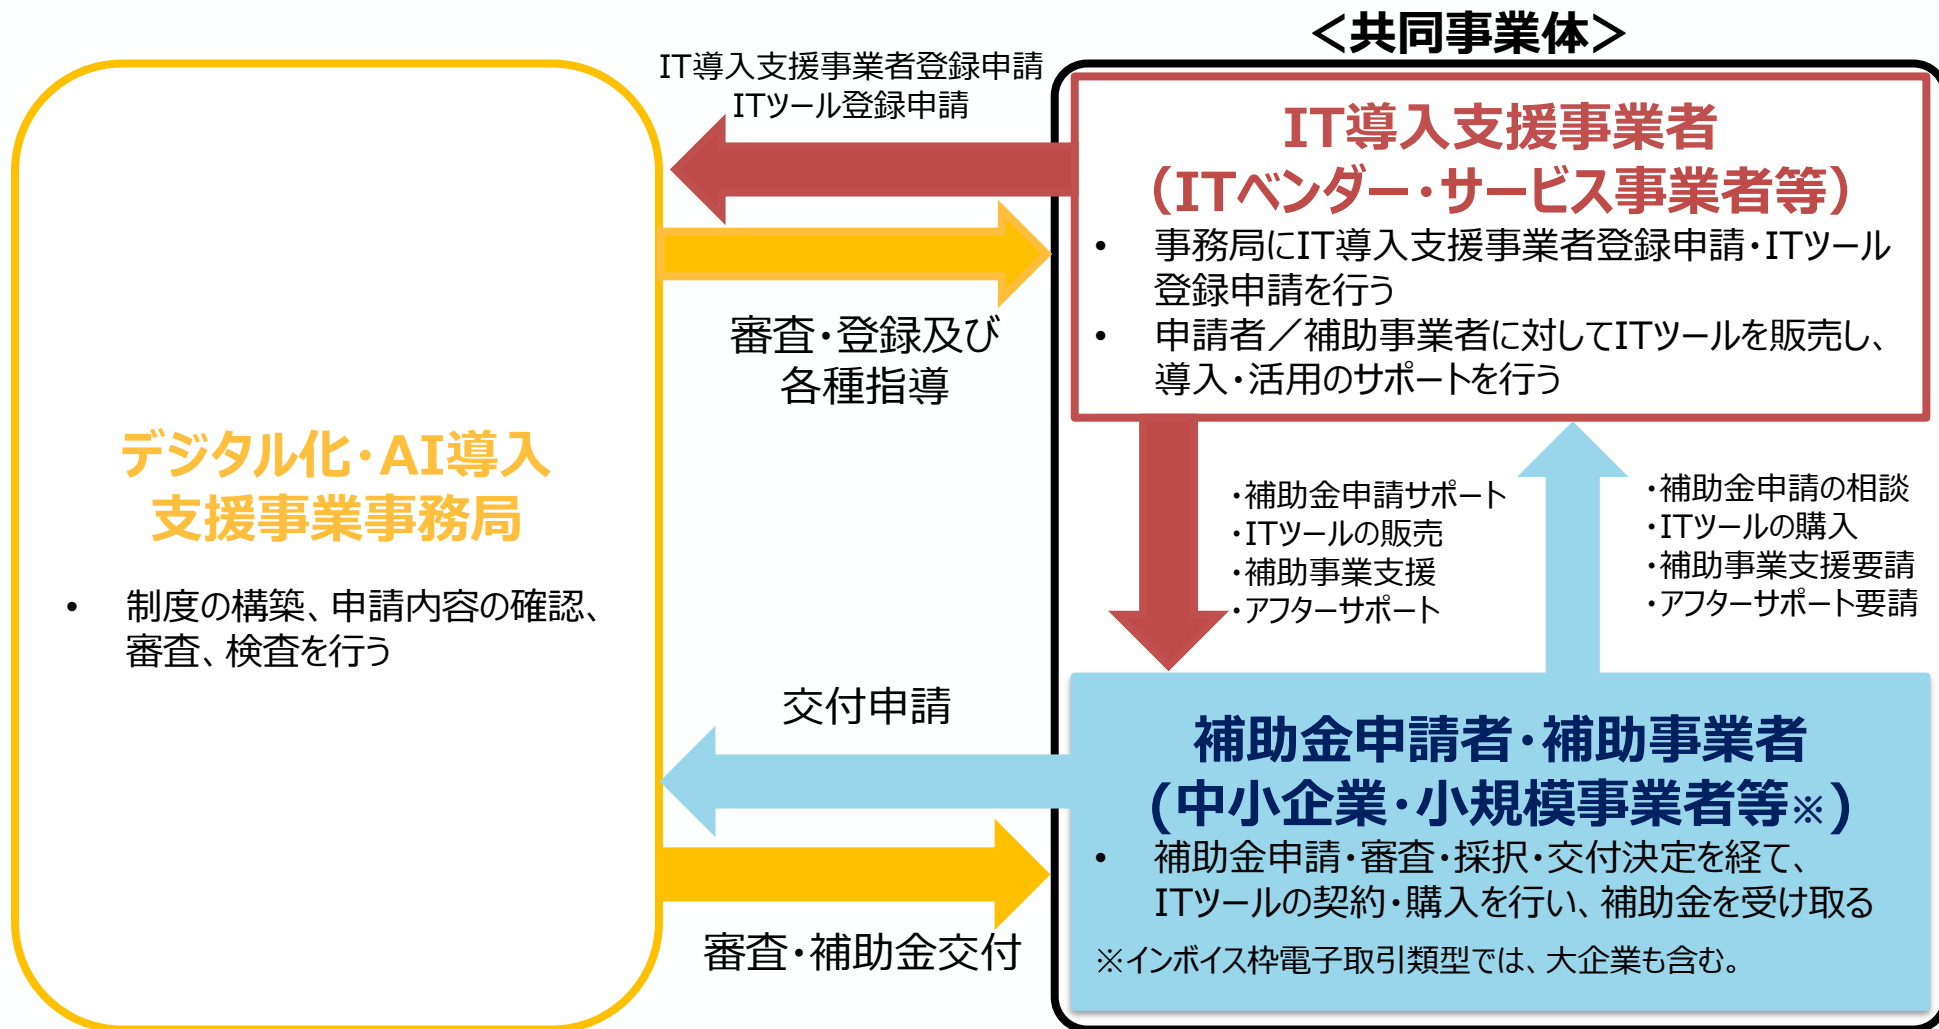 ＜共同事業体＞
IT導入支援事業者登録申請
ITツール登録申請
IT導入支援事業者
（ITベンダー・サービス事業者等）
• 事務局にIT導入支援事業者登録申請・ITツール
登録申請を行う
• 申請者／補助事業者に対してITツールを販売し、
導入・活用のサポートを行う
審査・登録及び
各種指導
デジタル化・AI導入
支援事業事務局
• 制度の構築、申請内容の確認、
審査、検査を行う
・補助金申請サポート
・ITツールの販売
・補助事業支援
・アフターサポート
・補助金申請の相談
・ITツールの購入
・補助事業支援要請
・アフターサポート要請
交付申請
補助金申請者・補助事業者
(中小企業・小規模事業者等※)
• 補助金申請・審査・採択・交付決定を経て、
ITツールの契約・購入を行い、補助金を受け取る
※インボイス枠電子取引類型では、大企業も含む。
審査・補助金交付